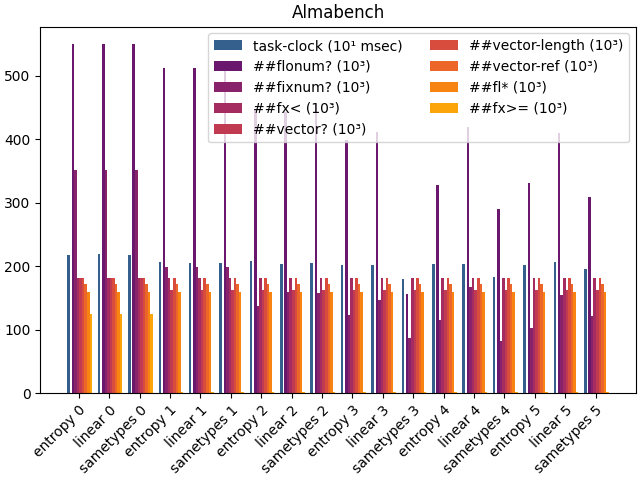 Almabench
task-clock (10¹ msec)
##flonum? (10³)
##fixnum? (10³)
##fx< (10³)
##vector? (10³)
##vector-length (10³)
##vector-ref (10³)
##fl* (10³)
##fx>= (10³)
500
400
300
200
100
0
entropy 0
linear 0
sametypes 0
entropy 1
linear 1
sametypes 1
entropy 2
linear 2
sametypes 2
entropy 3
linear 3
sametypes 3
entropy 4
linear 4
sametypes 4
entropy 5
linear 5
sametypes 5